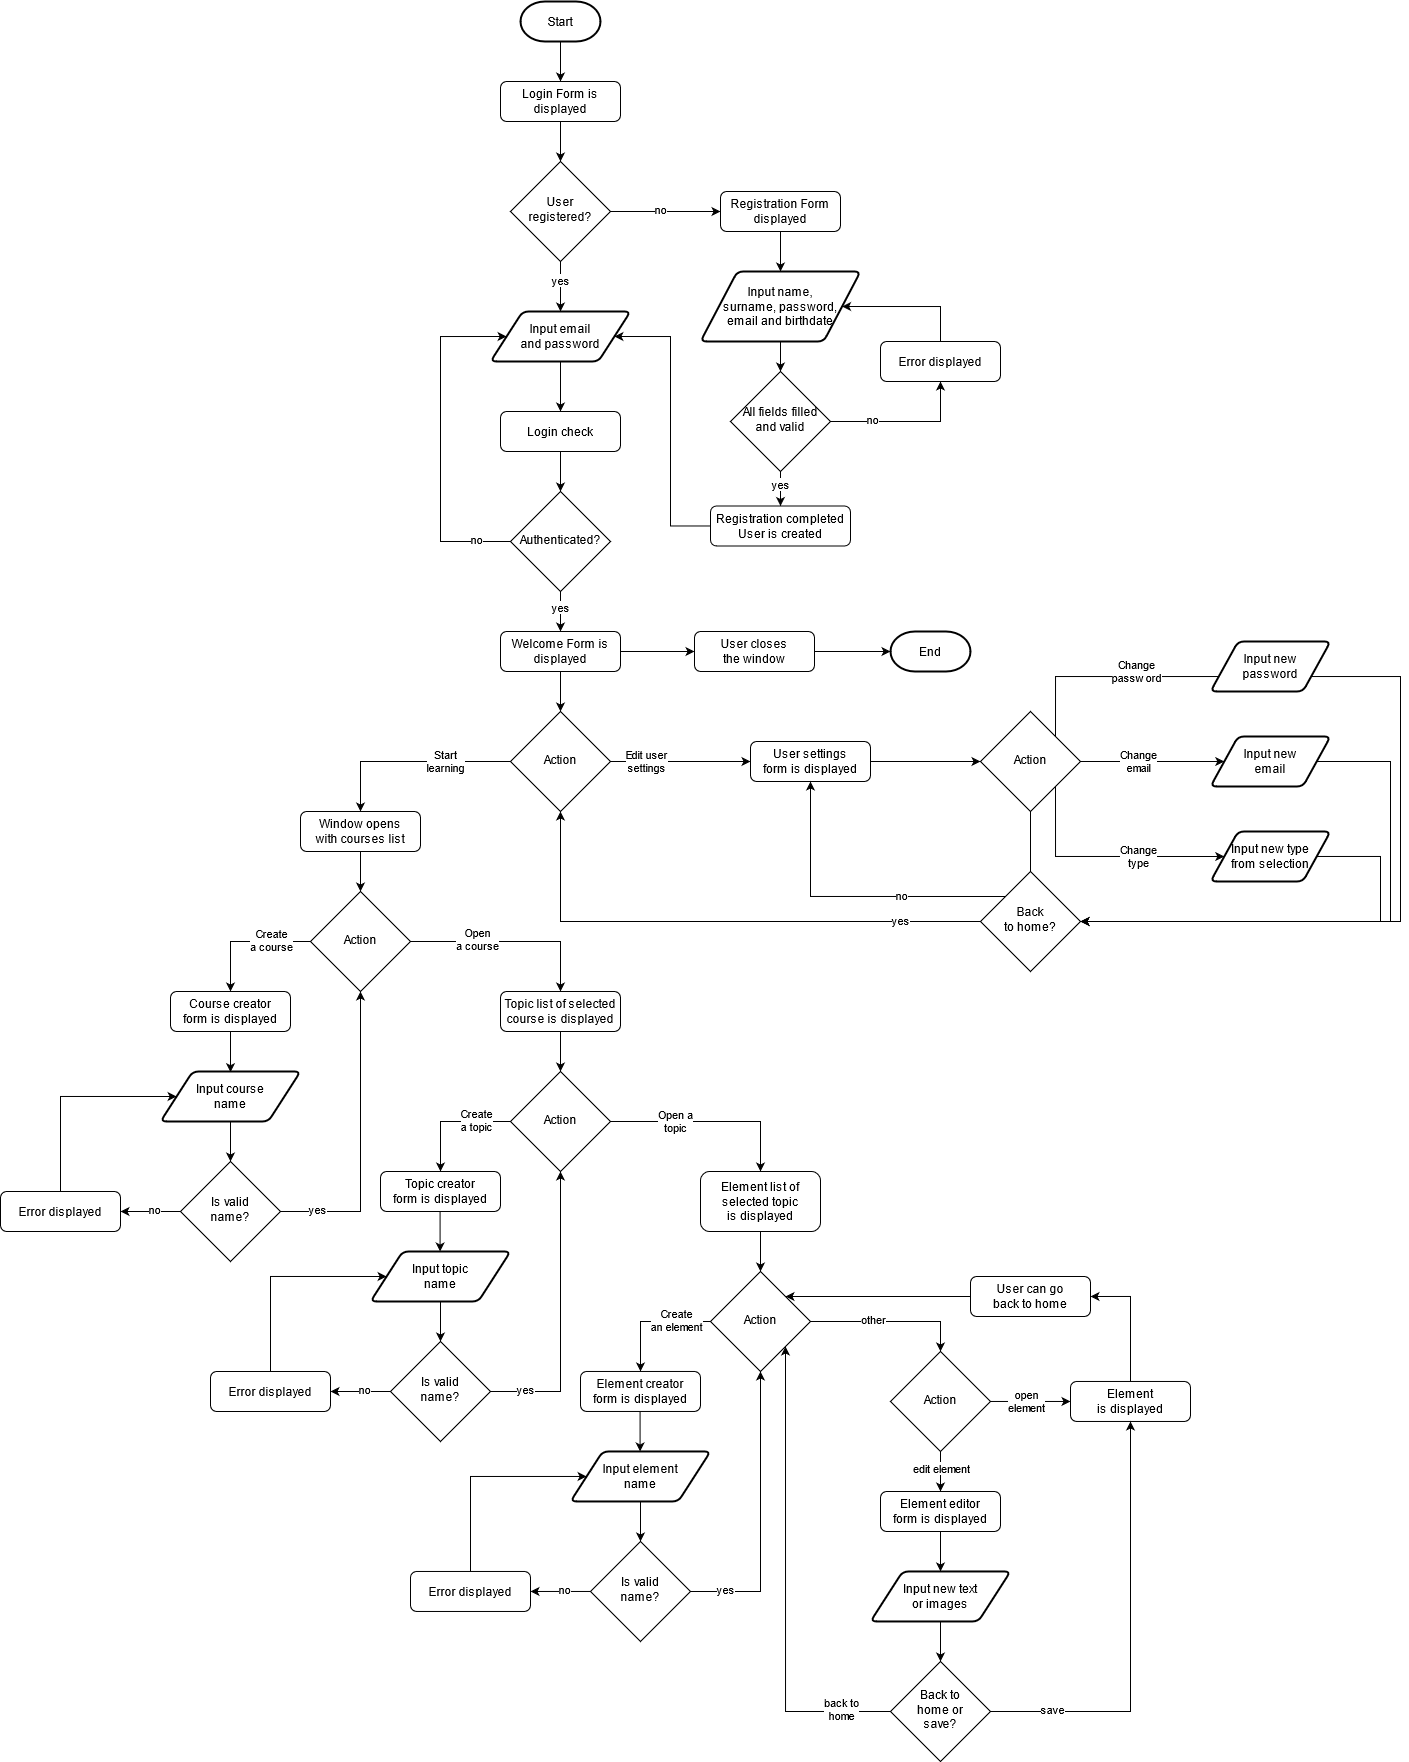 Start
Login Form is
displayed
User
registered?
no
Registration Form
displayed
yes
Input name,
surname, password,
email and birthdate
Input email
and password
Error displayed
Login check
All fields filled
and valid
no
yes
Authenticated?
no
Registration completed
User is created
yes
Welcome Form is
displayed
User closes
the window
End
Change
password
Input new
password
Start
learning
Action
Edit user
settings
User settings
form is displayed
Action
Change
email
Input new
email
Change
type
Input new type
from selection
no
yes
Back
to home?
Window opens
with courses list
Create
a course
Action
Open
a course
Course creator
form is displayed
Topic list of selected
course is displayed
Input course
name
Create
a topic
Action
Open a
topic
Error displayed
no
Is valid
name?
yes
Topic creator
form is displayed
Element list of
selected topic
is displayed
Input topic
name
User can go
back to home
Create
an element
Action
other
Error displayed
no
Is valid
name?
yes
Element creator
form is displayed
Action
open
element
Element
is displayed
Input element
name
edit element
Element editor
form is displayed
Error displayed
no
Is valid
name?
yes
Input new text
or images
back to
home
Back to
home or
save?
save